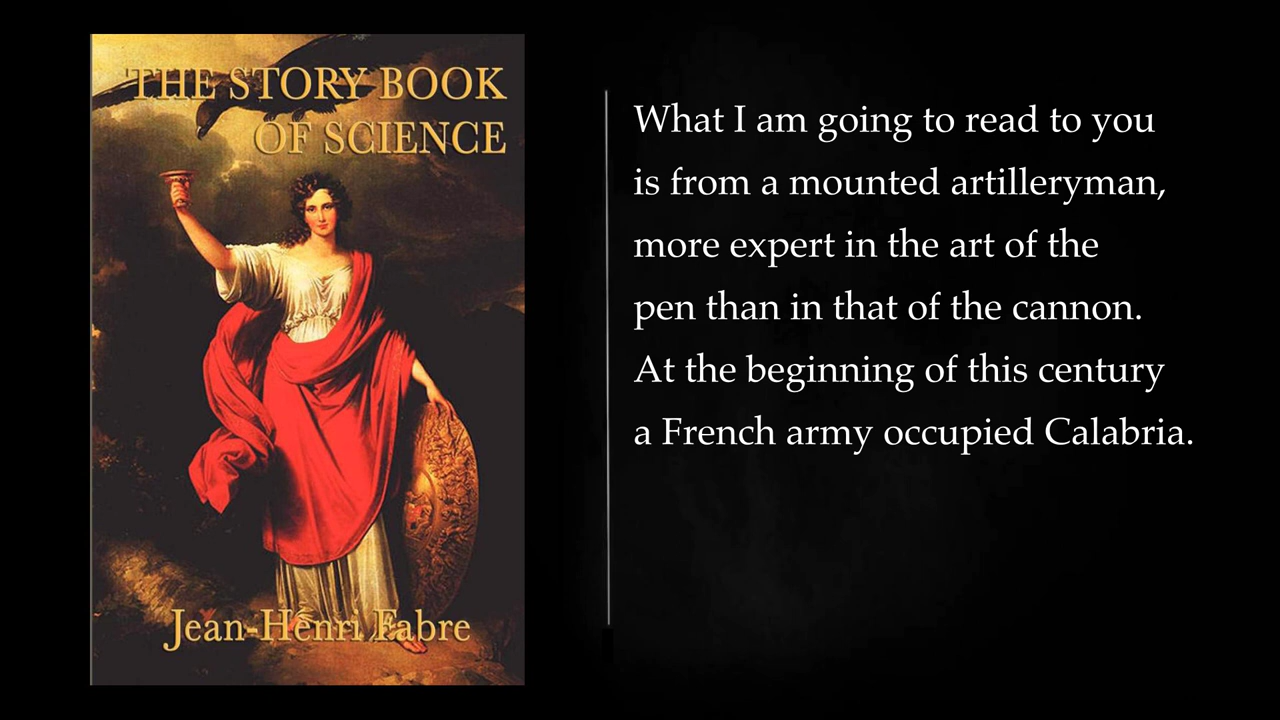 THE STORY BOOK
OF SCIENCE
Jean-Henri Fabre
What I am going to read to you
is from a mounted artilleryman,
more expert in the art of the
pen than in that of the cannon.
At the beginning of this century
a French army occupied Calabria.